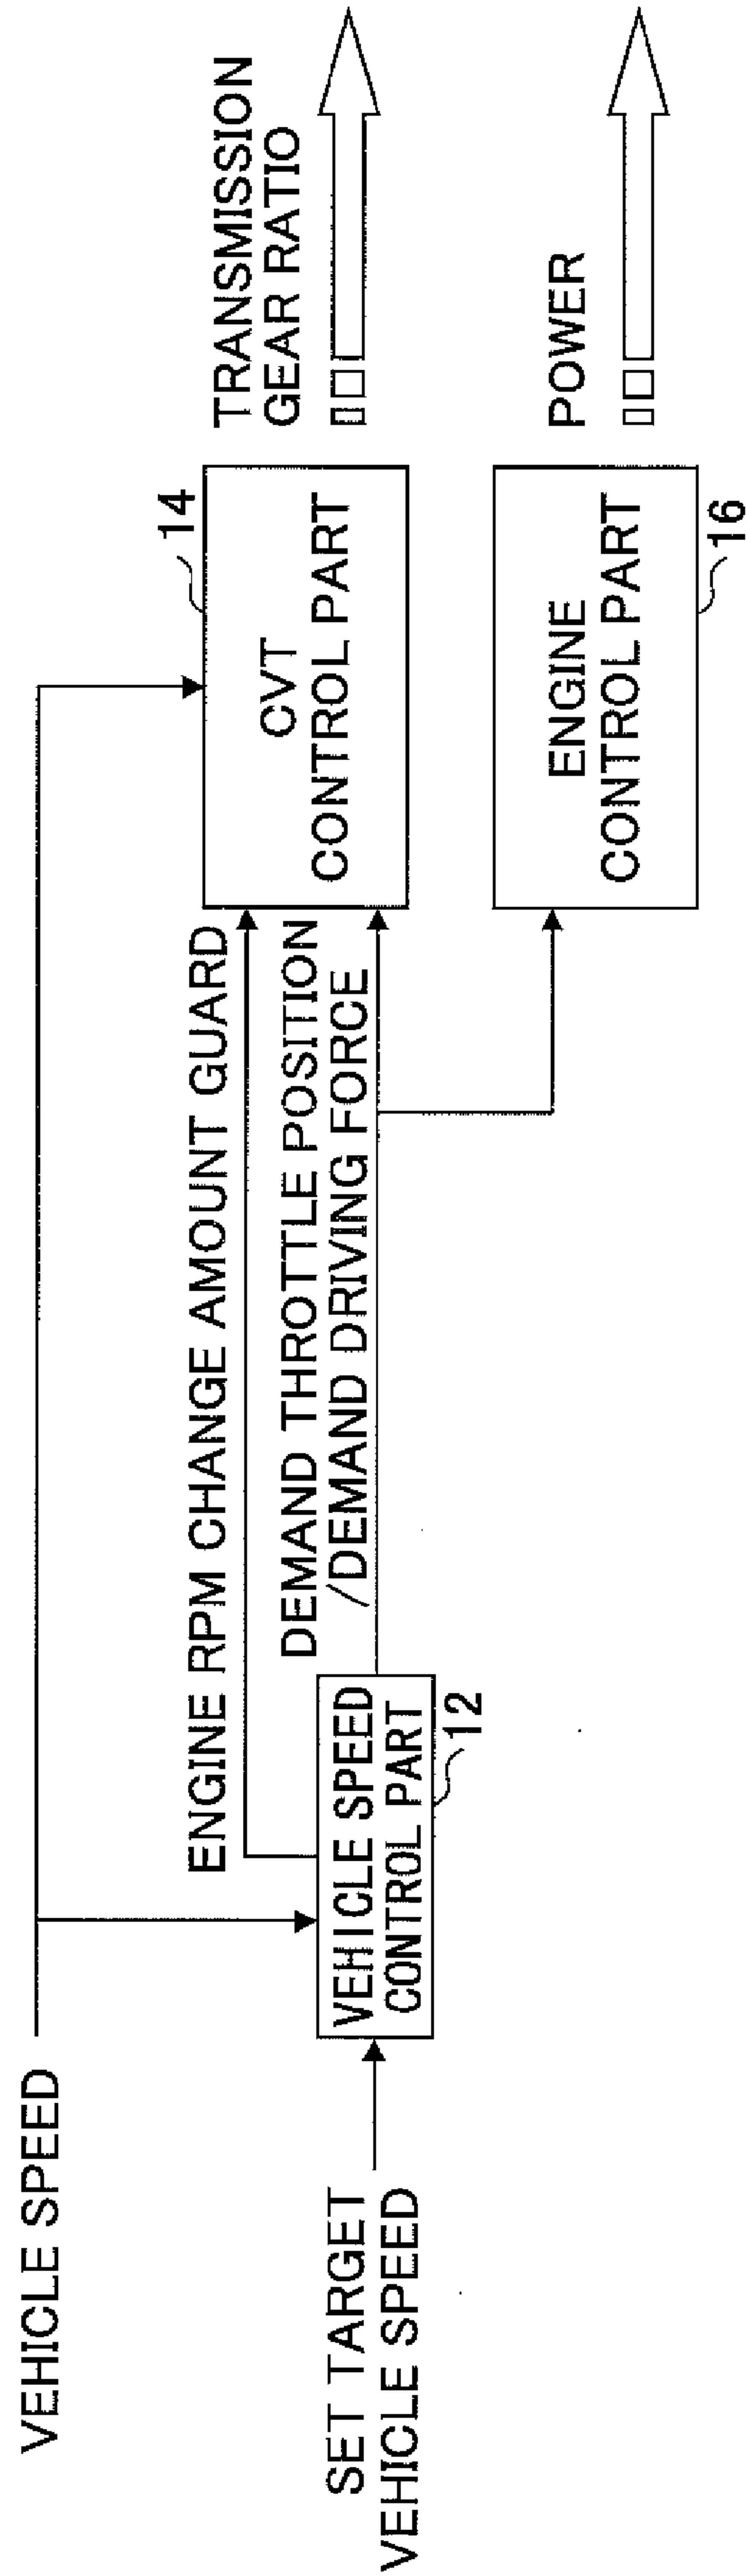 VEHICLE SPEED
SET TARGET
VEHICLE SPEED
VEHICLE SPEED
CONTROL PART
12
ENGINE RPM CHANGE AMOUNT GUARD
DEMAND THROTTLE POSITION
/DEMAND DRIVING FORCE
CVT
CONTROL PART
14
ENGINE
CONTROL PART
16
TRANSMISSION
GEAR RATIO
POWER